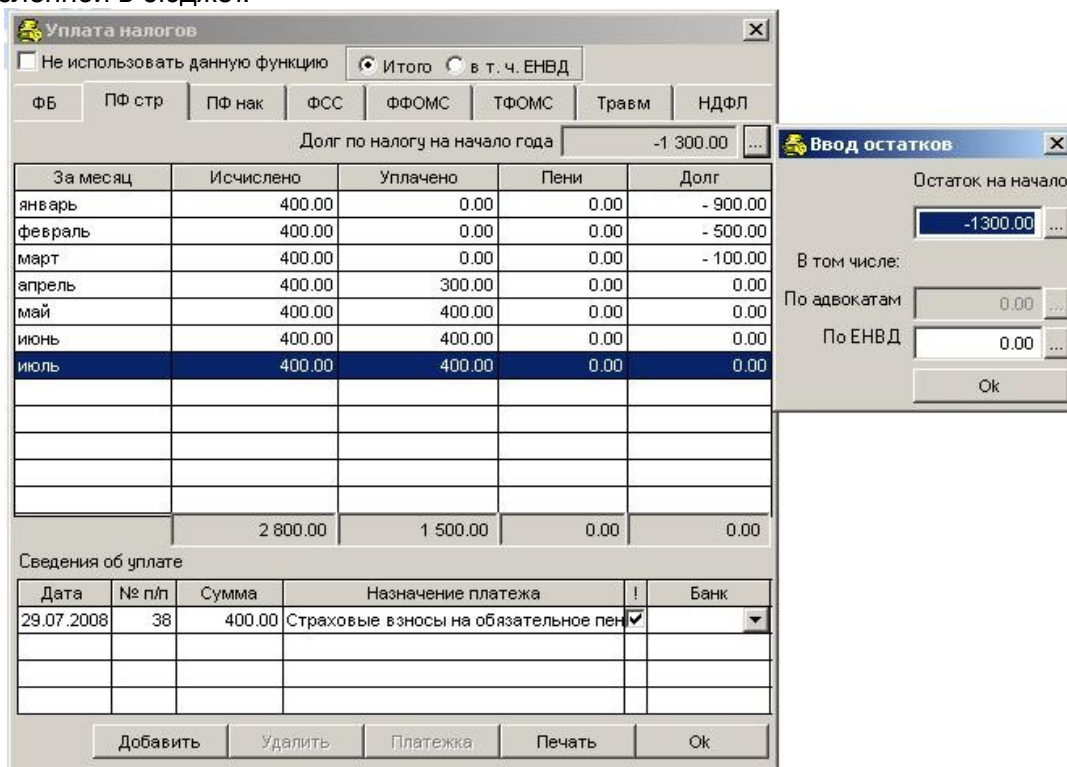 сленной в бюджет.
Уплата налогов
Не использовать данную функцию Итого в т. ч. ЕНВД
ФБ ПФ стр ПФ нак ФСС ФФОМС ТФОМС Травм НДФЛ
Долг по налогу на начало года -1 300.00 ...
За месяц Исчислено Уплачено Пени Долг
январь 400.00 0.00 0.00 - 900.00
февраль 400.00 0.00 0.00 - 500.00
март 400.00 0.00 0.00 - 100.00
апрель 400.00 300.00 0.00 0.00
май 400.00 400.00 0.00 0.00
июнь 400.00 400.00 0.00 0.00
июль 400.00 400.00 0.00 0.00
2 800.00 1 500.00 0.00 0.00
Сведения об уплате
Дата № п/п Сумма Назначение платежа ! Банк
29.07.2008 38 400.00 Страховые взносы на обязательное пен
Добавить Удалить Платежка Печать Ok
Ввод остатков
Остаток на начало
-1300.00 ...
В том числе:
По адвокатам 0.00 ...
По ЕНВД 0.00 ...
Ok